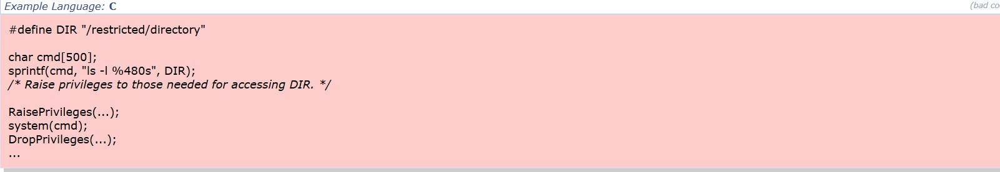 Example Language: C (bad co
#define DIR "/restricted/directory"
char cmd[500];
sprintf(cmd, "ls -l %480s", DIR);
/* Raise privileges to those needed for accessing DIR. */
RaisePrivileges(...);
system(cmd);
DropPrivileges(...);
...